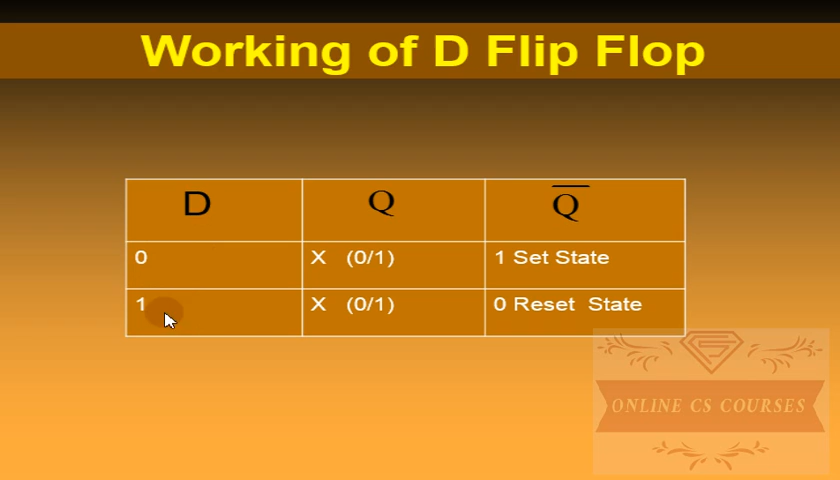 Working of D Flip Flop
D Q Q̅
0 X (0/1) 1 Set State
1 X (0/1) 0 Reset State
ONLINE CS COURSES